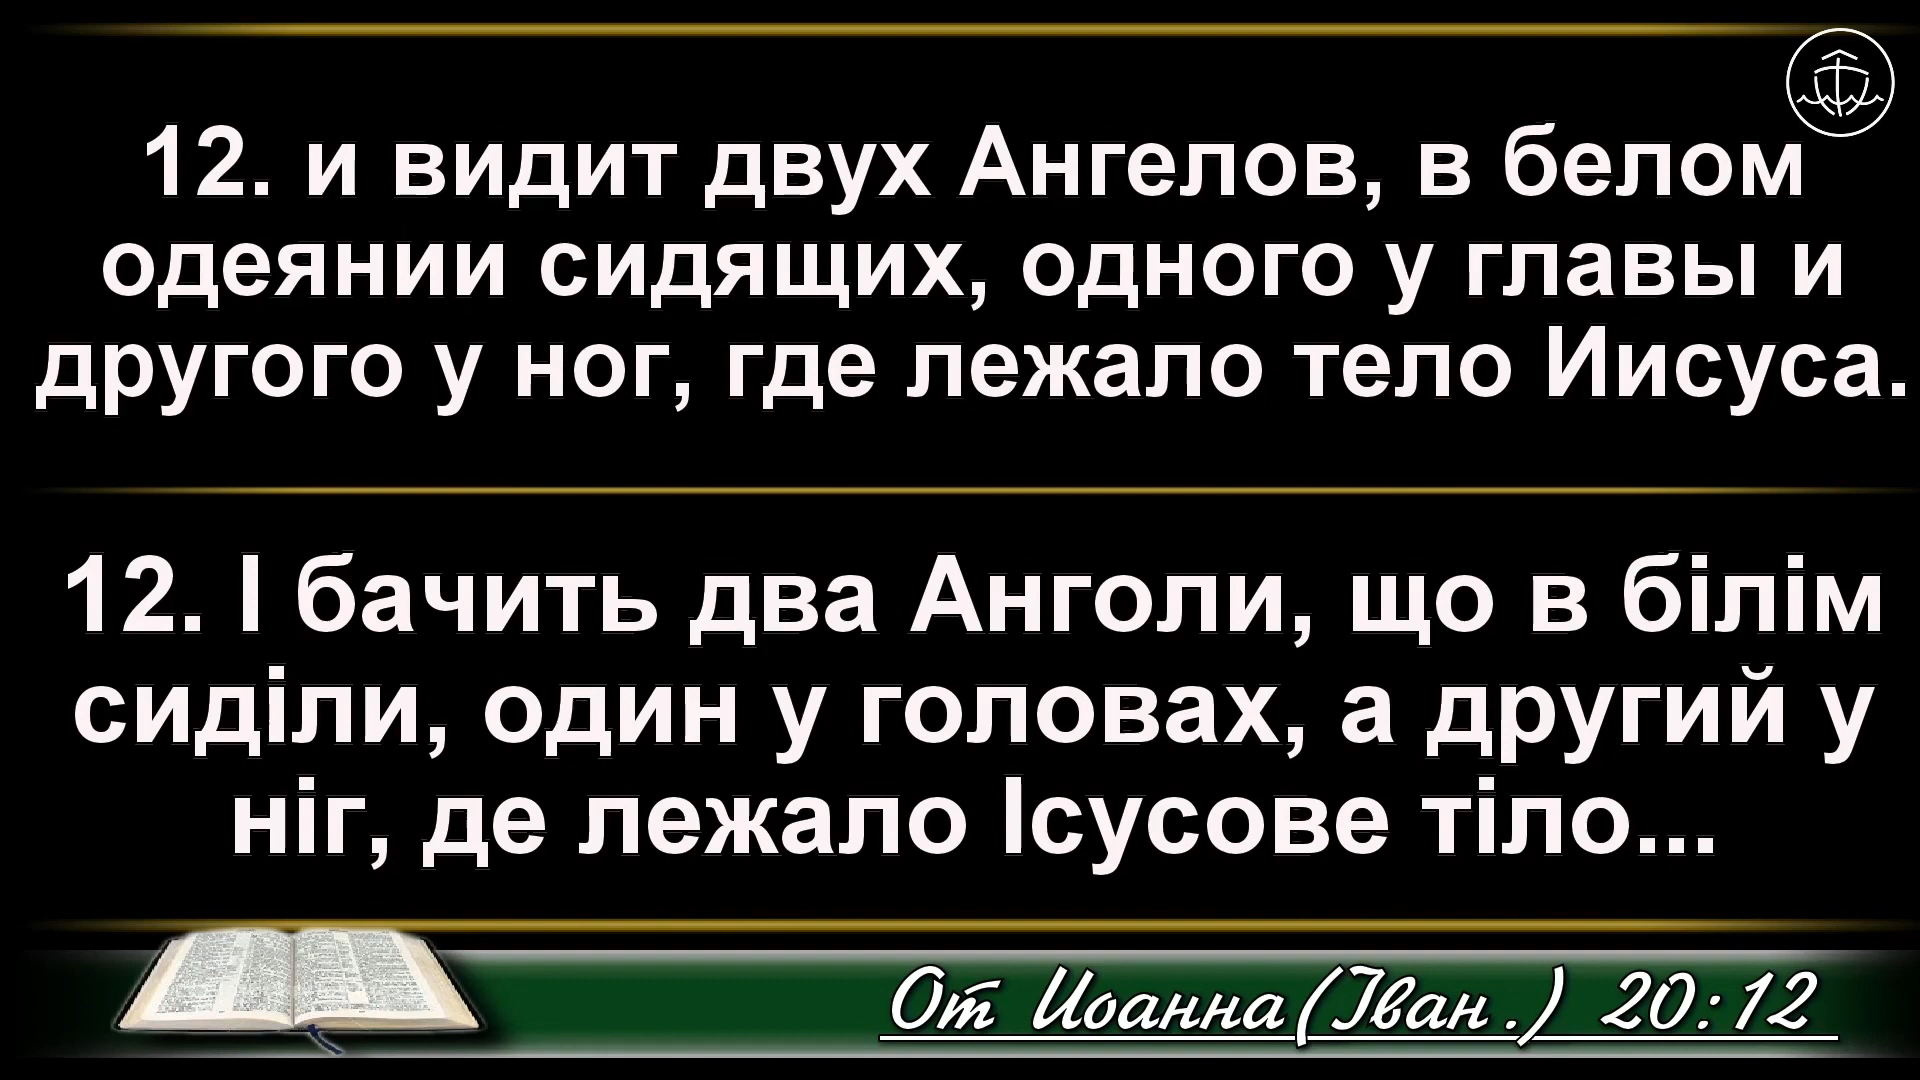 12. и видит двух Ангелов, в белом
одеянии сидящих, одного у главы и
другого у ног, где лежало тело Иисуса.
12. І бачить два Анголи, що в білім
сиділи, один у головах, а другий у
ніг, де лежало Ісусове тіло...
От Иоанна(Іван.) 20:12